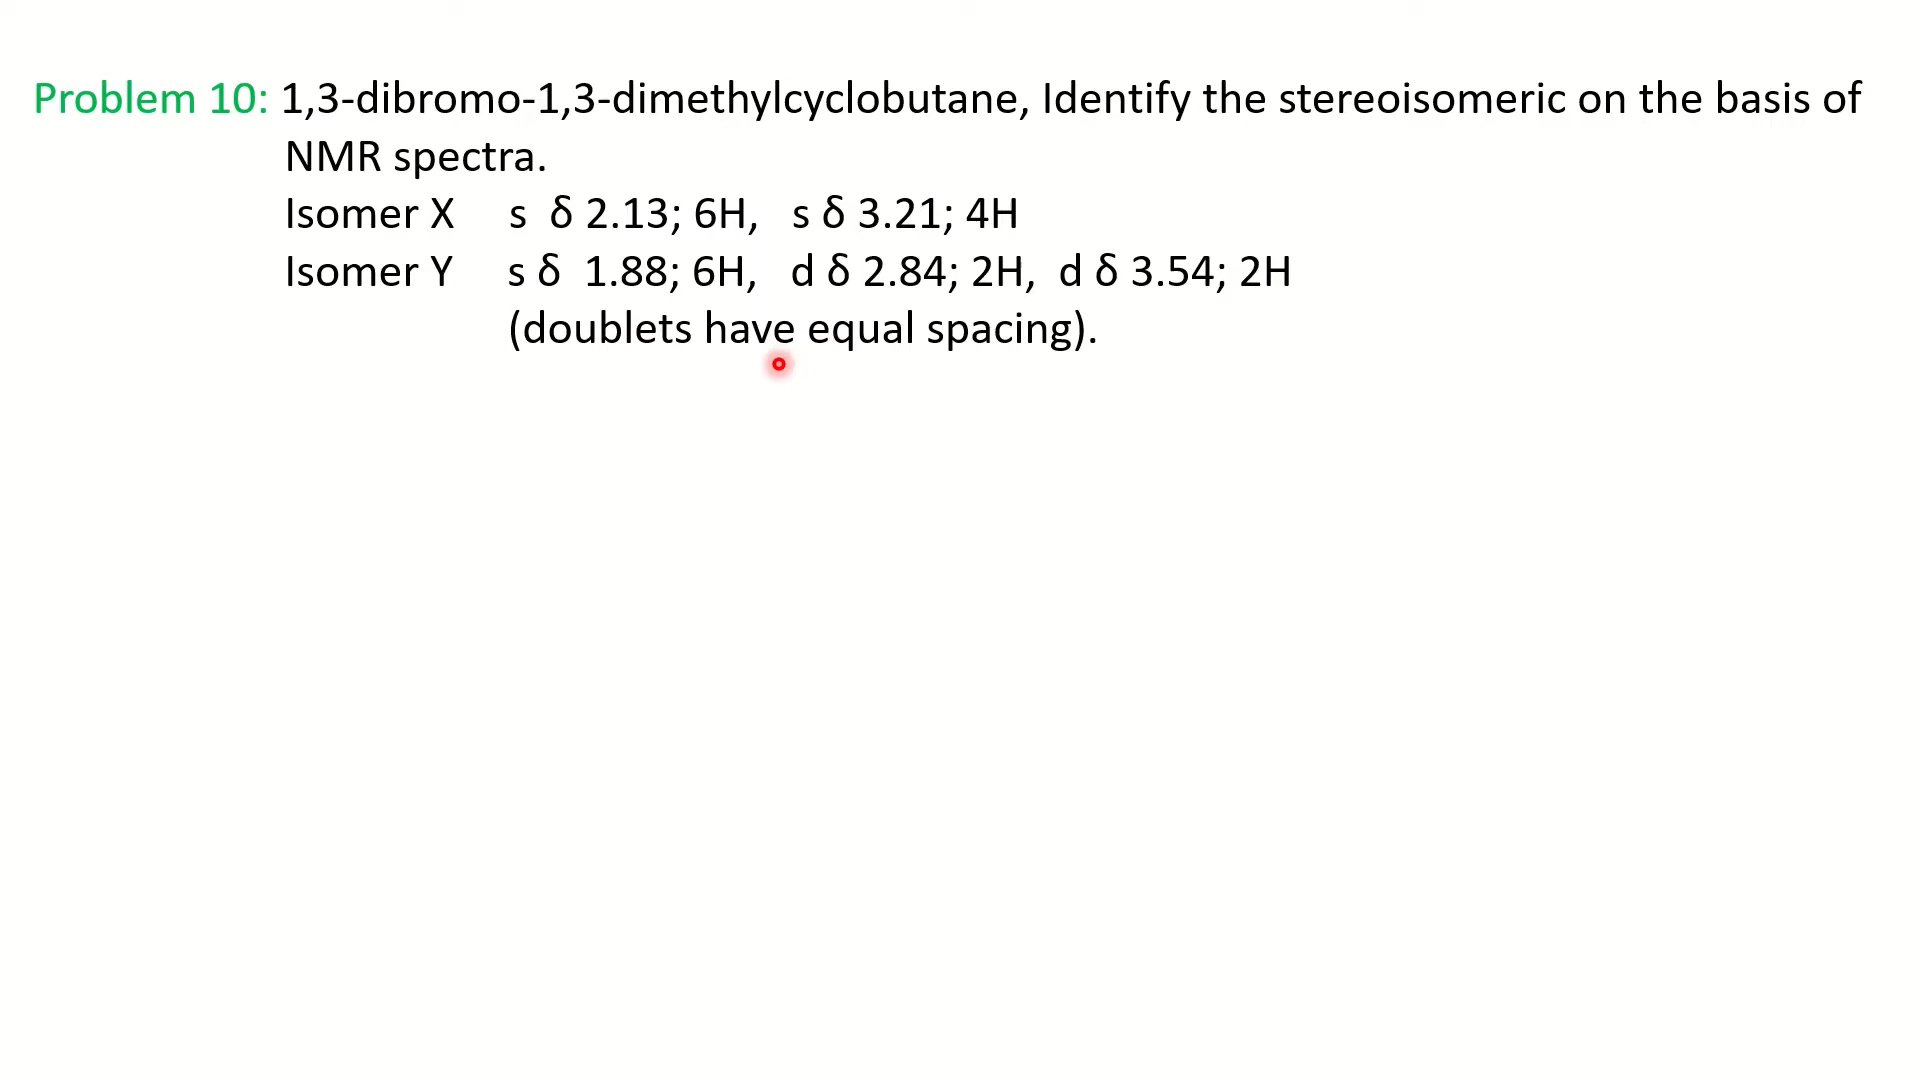 Problem 10: 1,3-dibromo-1,3-dimethylcyclobutane, Identify the stereoisomeric on the basis of
NMR spectra.
Isomer X s δ 2.13; 6H, s δ 3.21; 4H
Isomer Y s δ 1.88; 6H, d δ 2.84; 2H, d δ 3.54; 2H
(doublets have equal spacing).